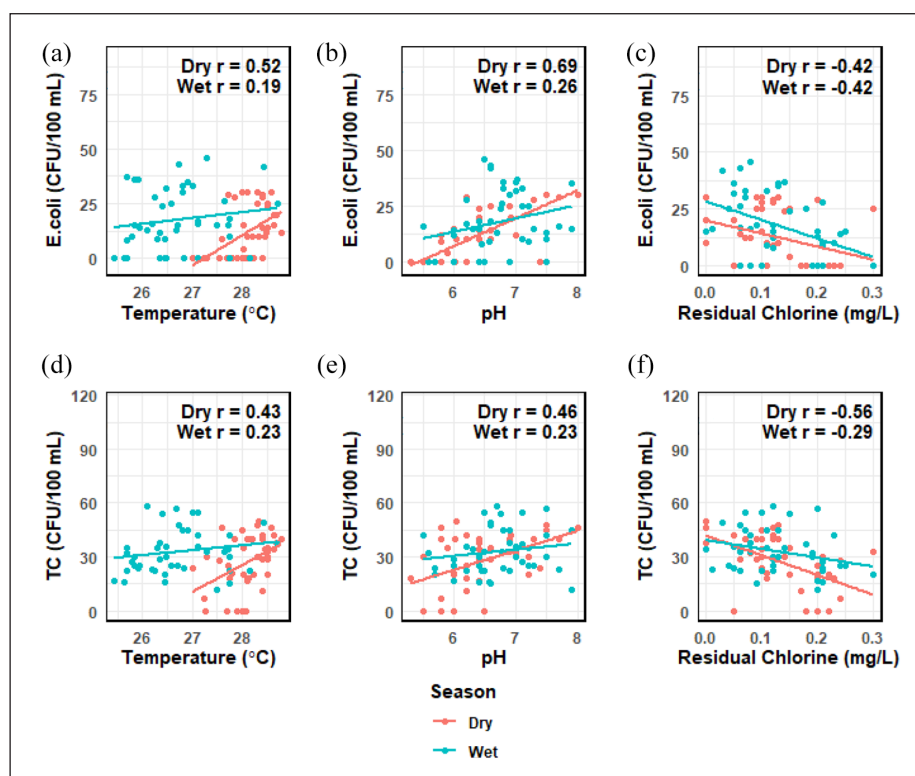 (a)
Dry r = 0.52
Wet r = 0.19
E.coli (CFU/100 mL)
75
50
25
0
26
27
28
Temperature (°C)
(b)
Dry r = 0.69
Wet r = 0.26
E.coli (CFU/100 mL)
75
50
25
0
6
7
8
pH
(c)
Dry r = -0.42
Wet r = -0.42
E.coli (CFU/100 mL)
75
50
25
0
0.0
0.1
0.2
0.3
Residual Chlorine (mg/L)
(d)
Dry r = 0.43
Wet r = 0.23
TC (CFU/100 mL)
120
90
60
30
0
26
27
28
Temperature (°C)
(e)
Dry r = 0.46
Wet r = 0.23
TC (CFU/100 mL)
120
90
60
30
0
6
7
8
pH
(f)
Dry r = -0.56
Wet r = -0.29
TC (CFU/100 mL)
120
90
60
30
0
0.0
0.1
0.2
0.3
Residual Chlorine (mg/L)
Season
Dry
Wet